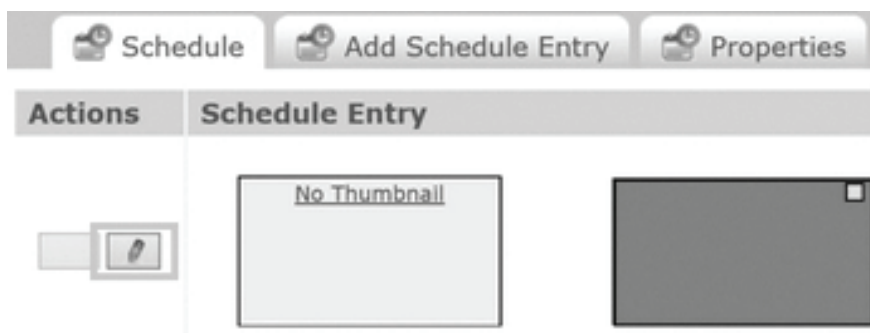 Schedule Add Schedule Entry Properties
Actions Schedule Entry
No Thumbnail